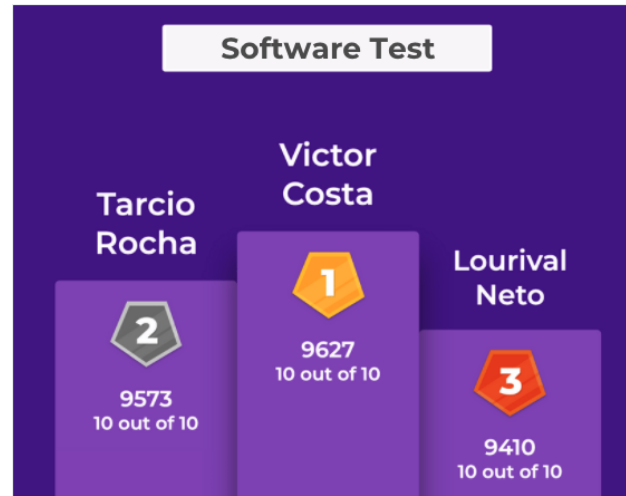 Software Test
Victor
Costa
1
9627
10 out of 10
Tarcio
Rocha
2
9573
10 out of 10
Lourival
Neto
3
9410
10 out of 10